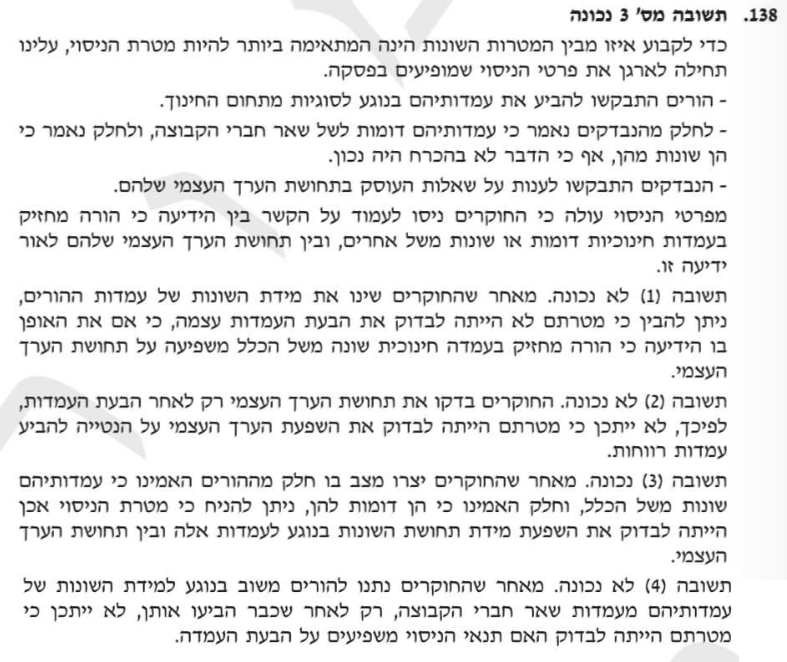 138. תשובה מס' 3 נכונה
כדי לקבוע איזו מבין המטרות השונות הינה המתאימה ביותר להיות מטרת הניסוי, עלינו
תחילה לארגן את פרטי הניסוי שמופיעים בפסקה.
- הורים התבקשו להביע את עמדותיהם בנוגע לסוגיות מתחום החינוך.
- לחלק מהנבדקים נאמר כי עמדותיהם דומות לשל שאר חברי הקבוצה, ולחלק נאמר כי
הן שונות מהן, אף כי הדבר לא בהכרח היה נכון.
- הנבדקים התבקשו לענות על שאלות העוסק בתחושת הערך העצמי שלהם.
מפרטי הניסוי עולה כי החוקרים ניסו לעמוד על הקשר בין הידיעה כי הורה מחזיק
בעמדות חינוכיות דומות או שונות משל אחרים, ובין תחושת הערך העצמי שלהם לאור
ידיעה זו.
תשובה (1) לא נכונה. מאחר שהחוקרים שינו את מידת השונות של עמדות ההורים,
ניתן להבין כי מטרתם לא הייתה לבדוק את הבעת העמדות עצמה, כי אם את האופן
בו הידיעה כי הורה מחזיק בעמדה חינוכית שונה משל הכלל משפיעה על תחושת הערך
העצמי.
תשובה (2) לא נכונה. החוקרים בדקו את תחושת הערך העצמי רק לאחר הבעת העמדות,
לפיכך, לא ייתכן כי מטרתם הייתה לבדוק את השפעת הערך העצמי על הנטייה להביע
עמדות רווחות.
תשובה (3) נכונה. מאחר שהחוקרים יצרו מצב בו חלק מההורים האמינו כי עמדותיהם
שונות משל הכלל, וחלק האמינו כי הן דומות להן, ניתן להניח כי מטרת הניסוי אכן
הייתה לבדוק את השפעת מידת תחושת השונות בנוגע לעמדות אלה ובין תחושת הערך
העצמי.
תשובה (4) לא נכונה. מאחר שהחוקרים נתנו להורים משוב בנוגע למידת השונות של
עמדותיהם מעמדות שאר חברי הקבוצה, רק לאחר שכבר הביעו אותן, לא ייתכן כי
מטרתם הייתה לבדוק האם תנאי הניסוי משפיעים על הבעת העמדה.